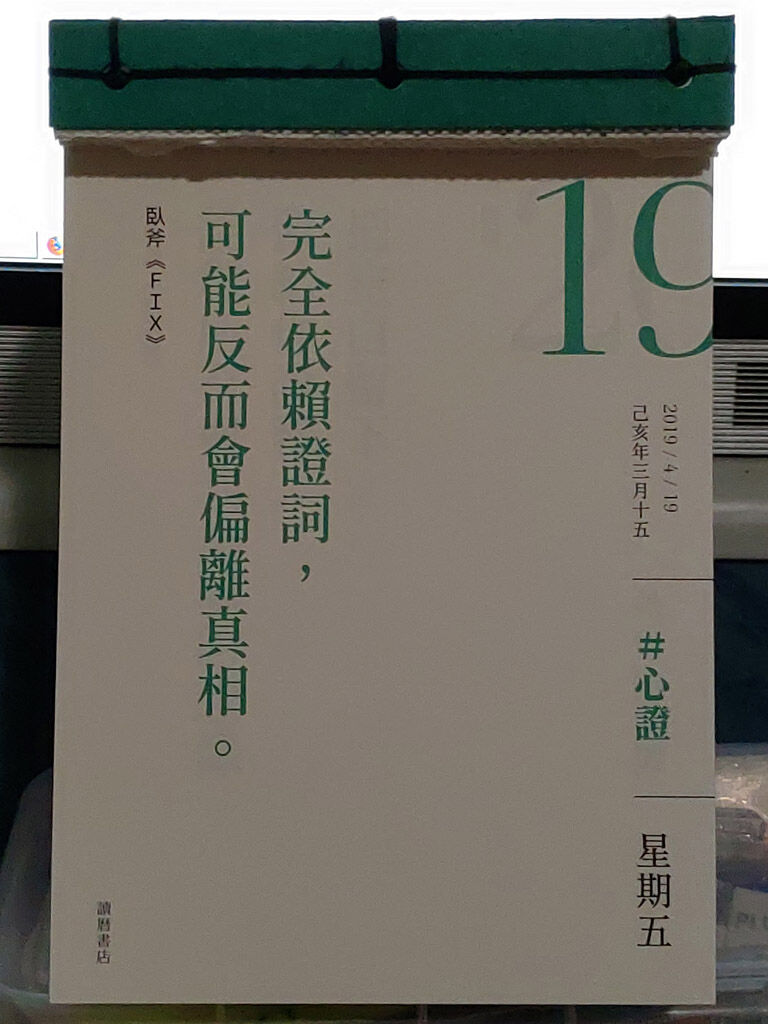 19
2019 / 4 / 19
己亥年三月十五
#心證
星期五
完全依賴證詞，
可能反而會偏離真相。
臥斧《FIX》
讀曆書店